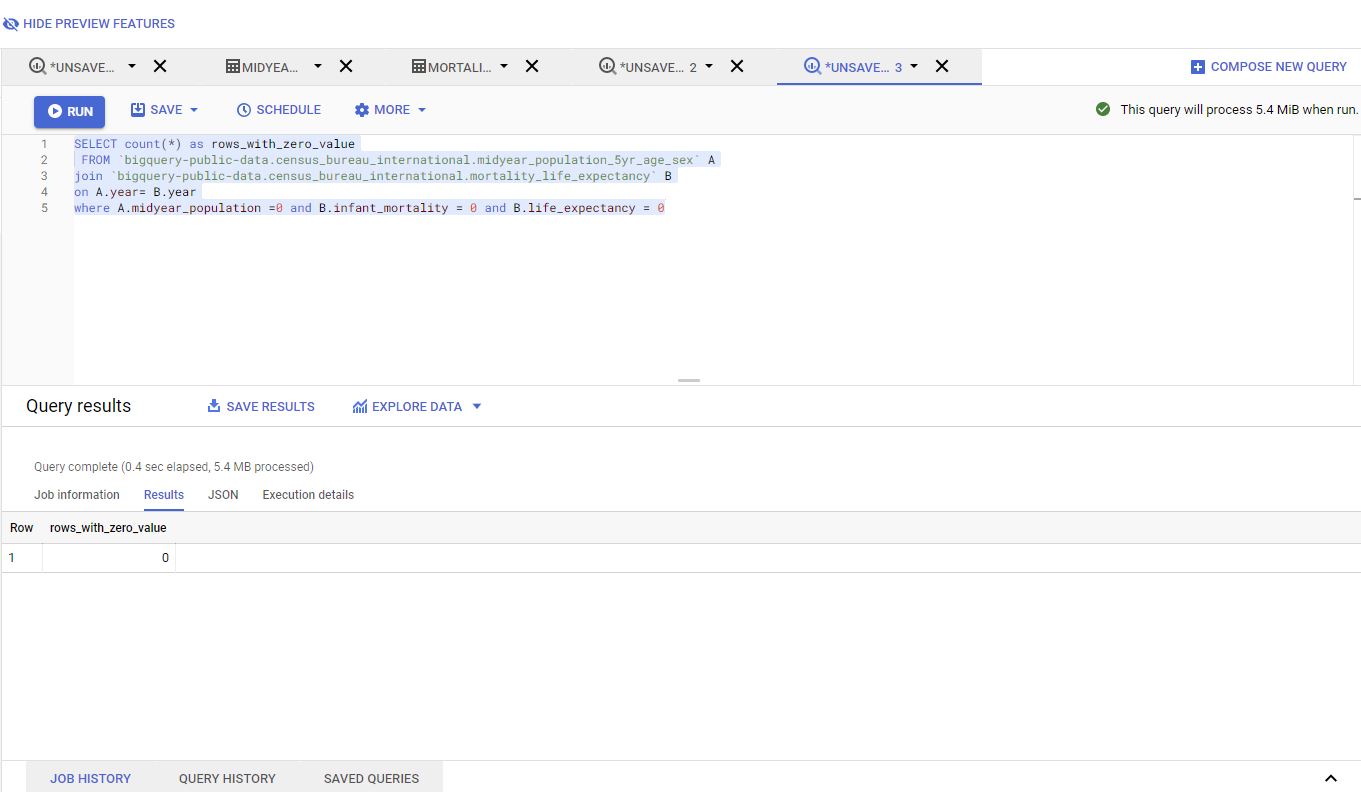 HIDE PREVIEW FEATURES
*UNSAVE... MIDYEA... MORTALI... *UNSAVE... 2 *UNSAVE... 3 COMPOSE NEW QUERY
RUN SAVE SCHEDULE MORE This query will process 5.4 MiB when run.
1 SELECT count(*) as rows_with_zero_value
2 FROM `bigquery-public-data.census_bureau_international.midyear_population_5yr_age_sex` A
3 join `bigquery-public-data.census_bureau_international.mortality_life_expectancy` B
4 on A.year= B.year
5 where A.midyear_population =0 and B.infant_mortality = 0 and B.life_expectancy = 0
Query results SAVE RESULTS EXPLORE DATA
Query complete (0.4 sec elapsed, 5.4 MB processed)
Job information Results JSON Execution details
Row rows_with_zero_value
1 0
JOB HISTORY QUERY HISTORY SAVED QUERIES